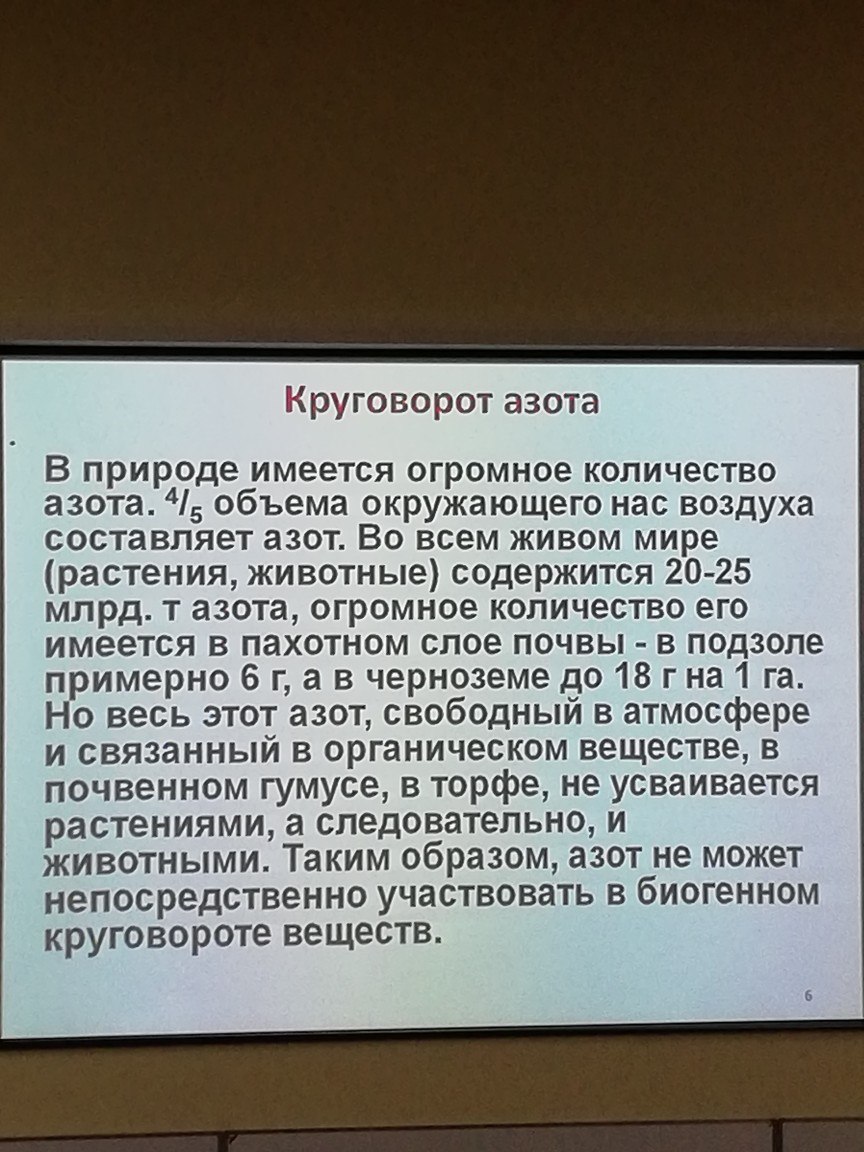 Круговорот азота
В природе имеется огромное количество
азота. 4/5 объема окружающего нас воздуха
составляет азот. Во всем живом мире
(растения, животные) содержится 20-25
млрд. т азота, огромное количество его
имеется в пахотном слое почвы - в подзоле
примерно 6 г, а в черноземе до 18 г на 1 га.
Но весь этот азот, свободный в атмосфере
и связанный в органическом веществе, в
почвенном гумусе, в торфе, не усваивается
растениями, а следовательно, и
животными. Таким образом, азот не может
непосредственно участвовать в биогенном
круговороте веществ.
6